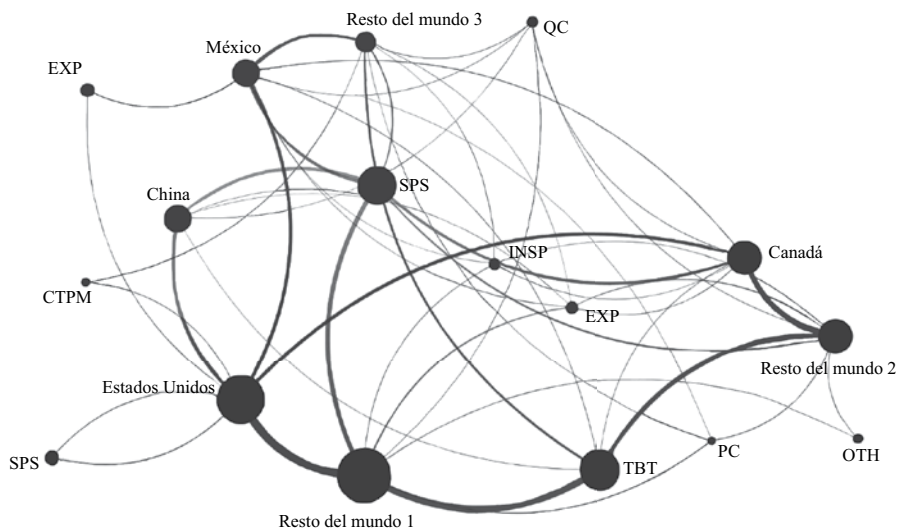 Resto del mundo 3
QC
México
EXP
SPS
China
INSP
Canadá
CTPM
EXP
Resto del mundo 2
Estados Unidos
PC
OTH
SPS
TBT
Resto del mundo 1